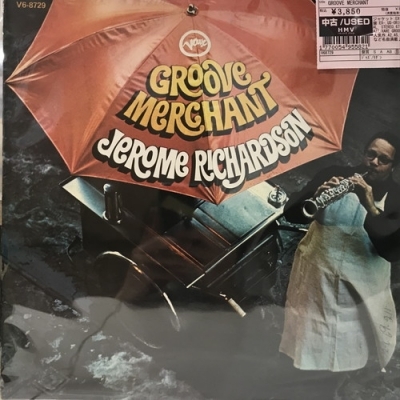 V6-8729
Verve
GROOVE
MERCHANT
JEROME RICHARDSON
GROOVE MERCHANT
¥3,850
中古/USED
HMV